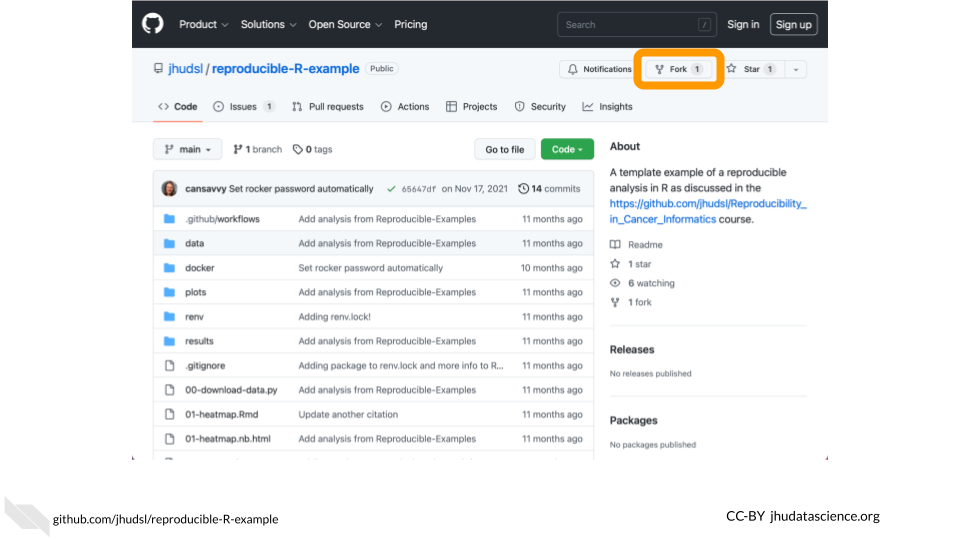 Product Solutions Open Source Pricing Search / Sign in Sign up
jhudsl / reproducible-R-example Public Notifications Fork 1 Star 1
Code Issues 1 Pull requests Actions Projects Security Insights
main 1 branch 0 tags Go to file Code
cansavvy Set rocker password automatically 65647df on Nov 17, 2021 14 commits
.github/workflows Add analysis from Reproducible-Examples 11 months ago
data Add analysis from Reproducible-Examples 11 months ago
docker Set rocker password automatically 10 months ago
plots Add analysis from Reproducible-Examples 11 months ago
renv Adding renv.lock! 11 months ago
results Add analysis from Reproducible-Examples 11 months ago
.gitignore Adding package to renv.lock and more info to R... 11 months ago
00-download-data.py Add analysis from Reproducible-Examples 11 months ago
01-heatmap.Rmd Update another citation 11 months ago
01-heatmap.nb.html Add analysis from Reproducible-Examples 11 months ago
About
A template example of a reproducible
analysis in R as discussed in the
https://github.com/jhudsl/Reproducibility_
in_Cancer_Informatics course.
Readme
1 star
6 watching
1 fork
Releases
No releases published
Packages
No packages published
github.com/jhudsl/reproducible-R-example
CC-BY jhudatascience.org